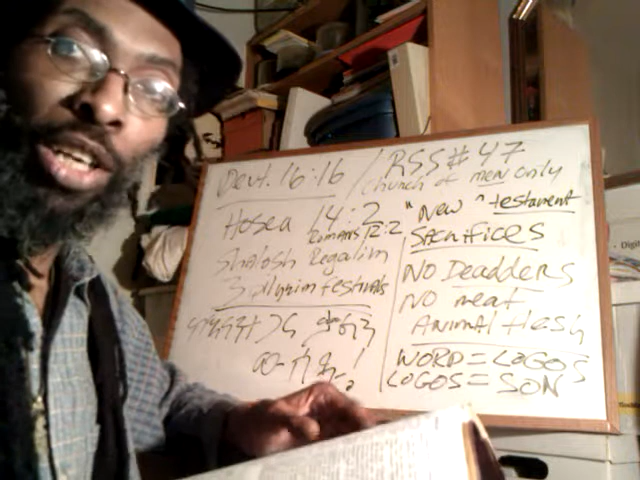 Deut. 16:16 / RSS# 47
church of men only
Hosea 14:2
Romans 12:2
Shalosh Regalim
3 pilgrim festivals
"New" testament
Sacrifices
NO Deadders
NO meat
Animal flesh
WORD = LOGOS
LOGOS = SON